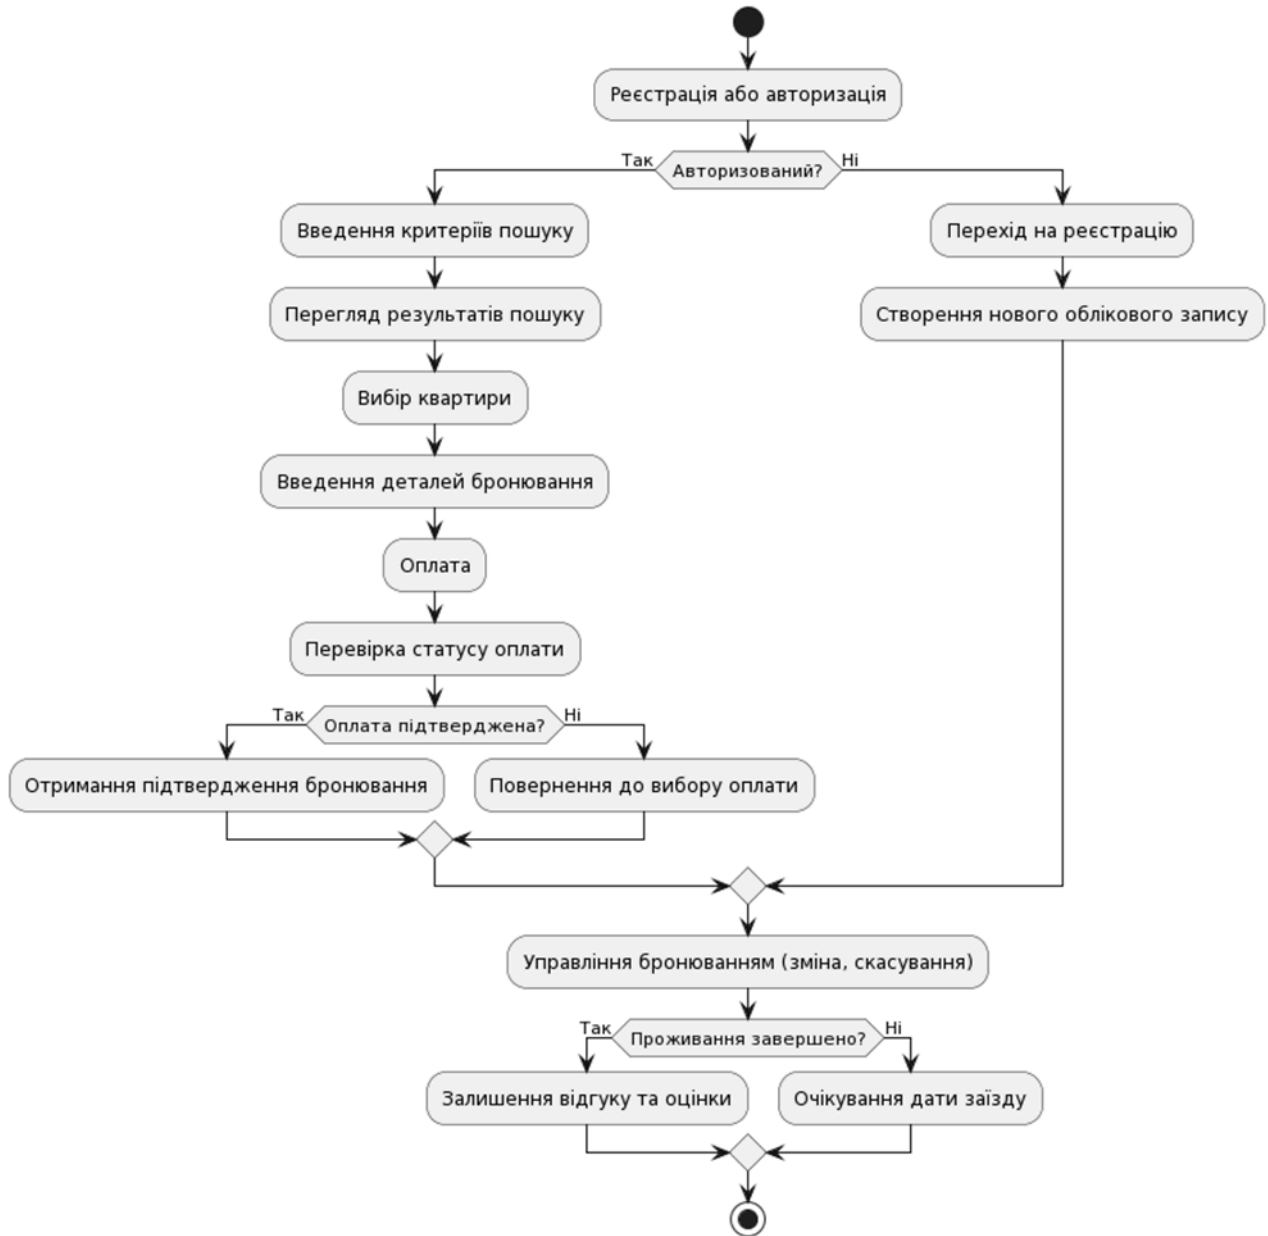 Реєстрація або авторизація
Так
Авторизований?
Ні
Введення критеріїв пошуку
Перехід на реєстрацію
Перегляд результатів пошуку
Створення нового облікового запису
Вибір квартири
Введення деталей бронювання
Оплата
Перевірка статусу оплати
Так
Оплата підтверджена?
Ні
Отримання підтвердження бронювання
Повернення до вибору оплати
Управління бронюванням (зміна, скасування)
Так
Проживання завершено?
Ні
Залишення відгуку та оцінки
Очікування дати заїзду